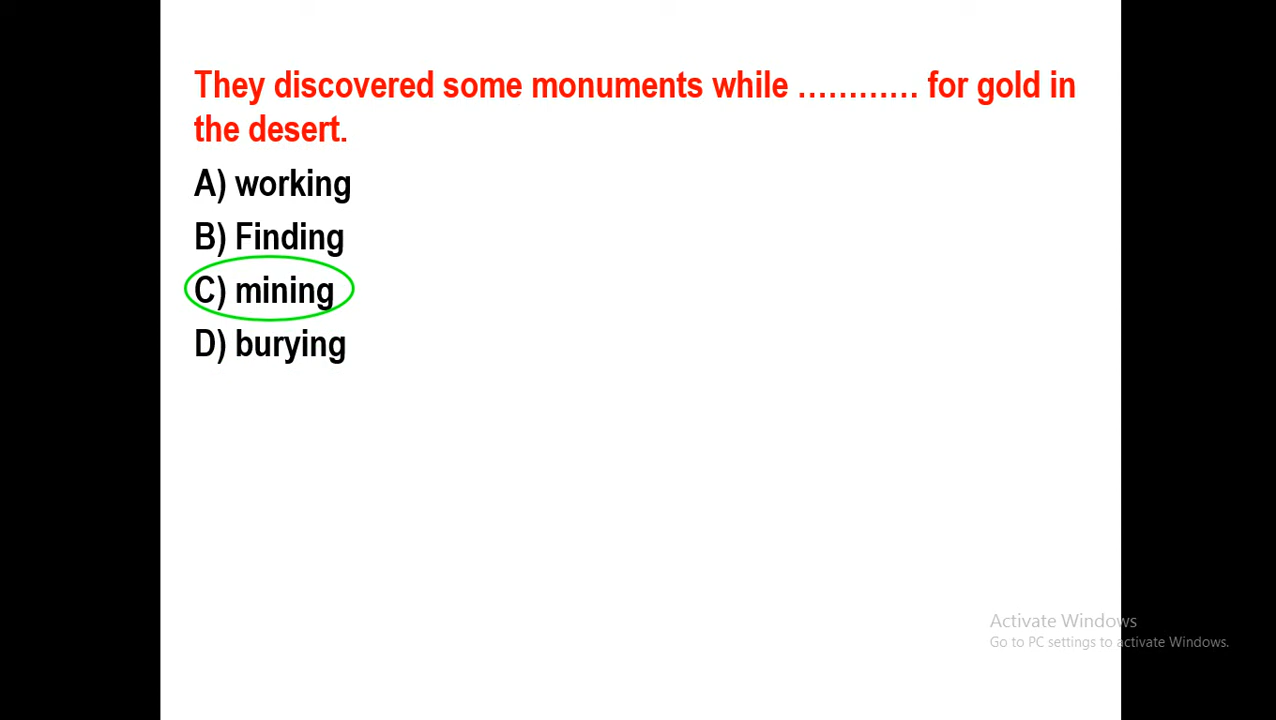 They discovered some monuments while ………… for gold in
the desert.
A) working
B) Finding
C) mining
D) burying
Activate Windows
Go to PC settings to activate Windows.